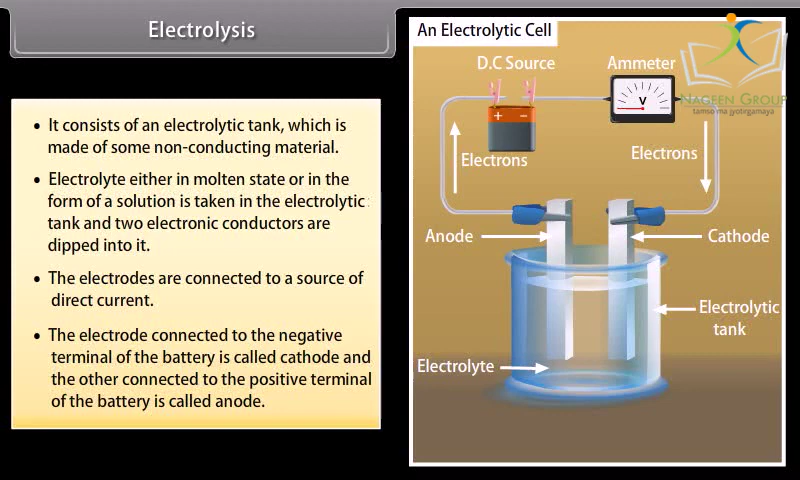 Electrolysis
• It consists of an electrolytic tank, which is
made of some non-conducting material.
• Electrolyte either in molten state or in the
form of a solution is taken in the electrolytic
tank and two electronic conductors are
dipped into it.
• The electrodes are connected to a source of
direct current.
• The electrode connected to the negative
terminal of the battery is called cathode and
the other connected to the positive terminal
of the battery is called anode.
An Electrolytic Cell
D.C Source
Ammeter
NAGEEN GROUP
tamso ma jyotirgamaya
+ −
V
Electrons
Electrons
Anode
Cathode
Electrolytic
tank
Electrolyte